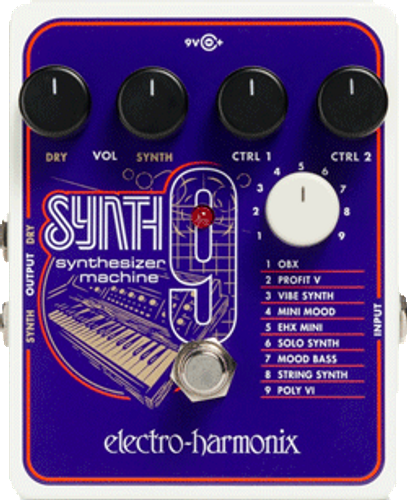 9V
DRY VOL SYNTH CTRL 1 CTRL 2
1 2 3 4 5 6 7 8 9
SYNTH
9
synthesizer
machine
SYNTH OUTPUT DRY
INPUT
1 OBX
2 PROFIT V
3 VIBE SYNTH
4 MINI MOOD
5 EHX MINI
6 SOLO SYNTH
7 MOOD BASS
8 STRING SYNTH
9 POLY VI
electro-harmonix